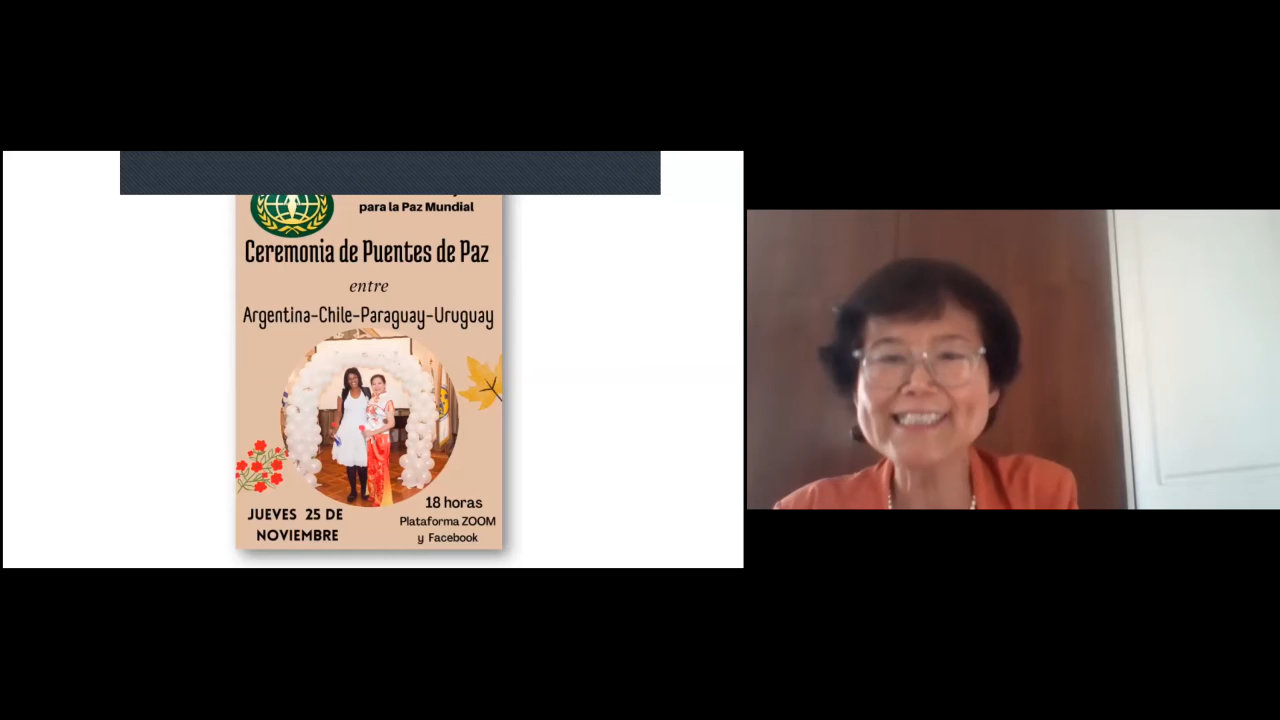 para la Paz Mundial
Ceremonia de Puentes de Paz
entre
Argentina-Chile-Paraguay-Uruguay
JUEVES 25 DE
NOVIEMBRE
18 horas
Plataforma ZOOM
y Facebook